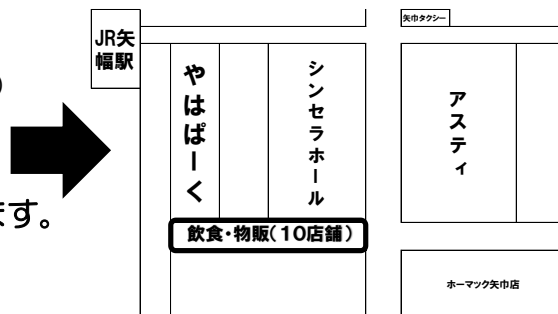 矢巾タクシー
JR矢
幅駅
やはぱーく
シンセラホール
アスティ
ます。
飲食・物販(10店舗)
ホーマック矢巾店